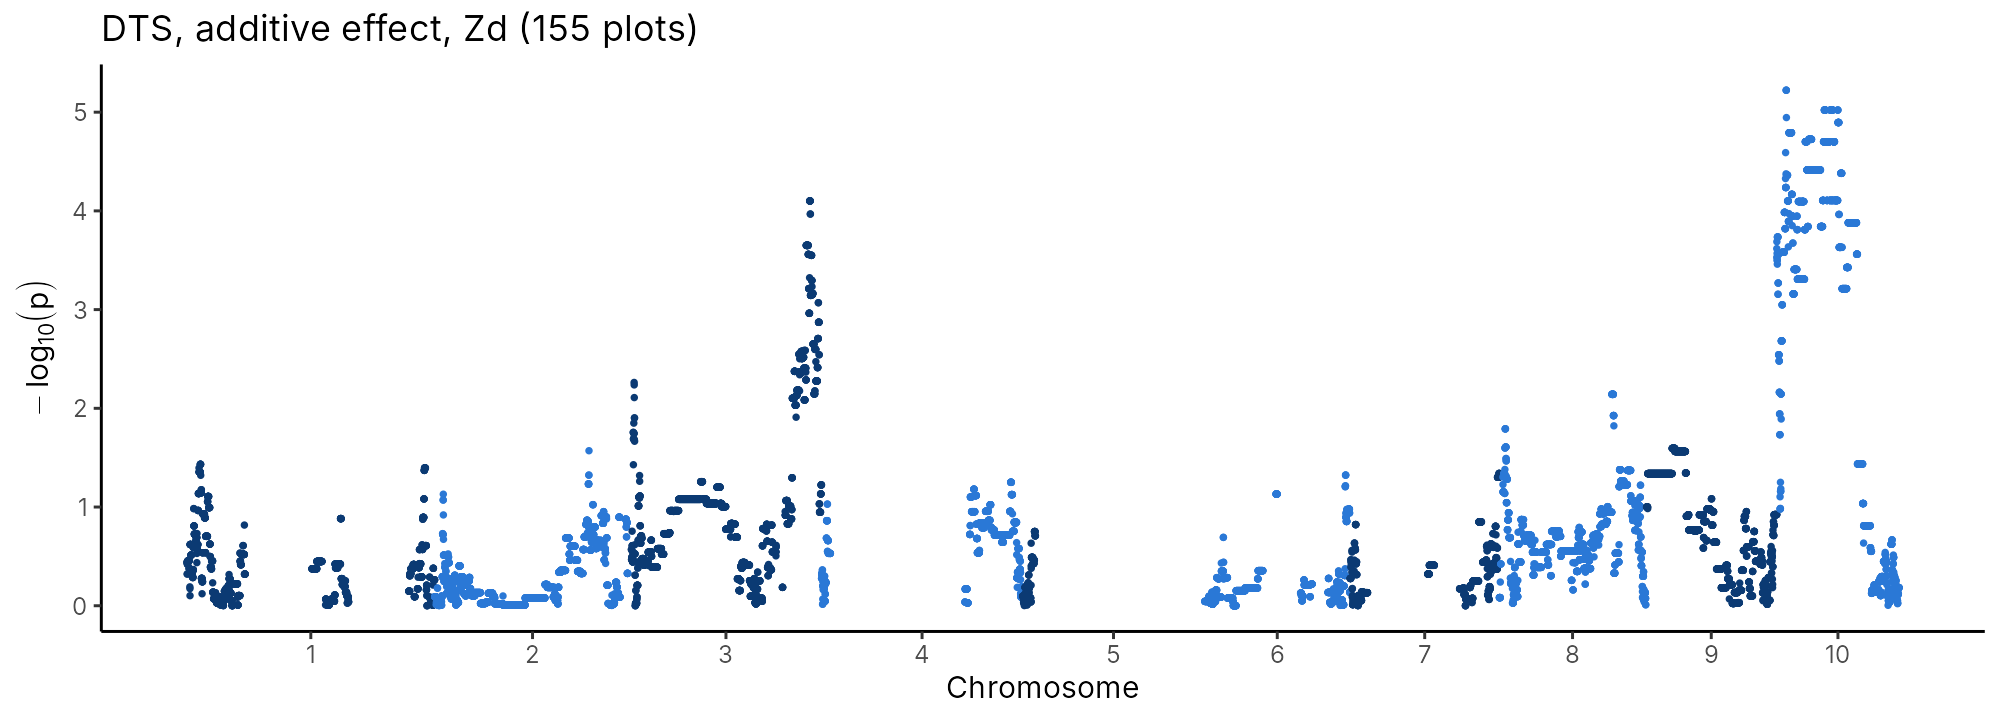 DTS, additive effect, Zd (155 plots)
5
4
3
2
1
0
− log10(p)
1 2 3 4 5 6 7 8 9 10
Chromosome